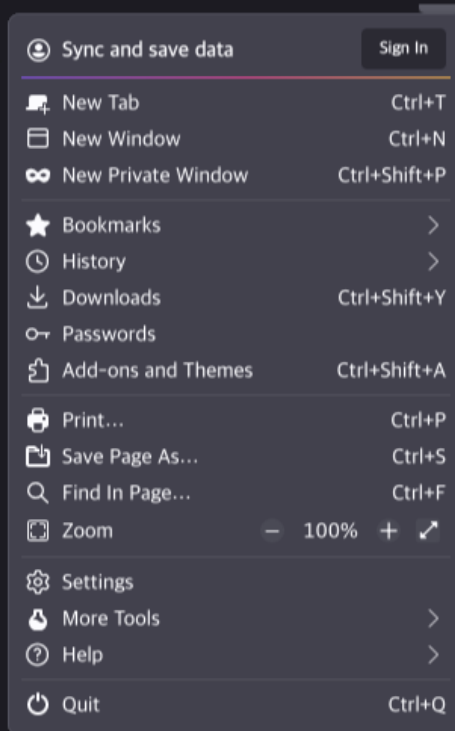 Sync and save data Sign In
New Tab Ctrl+T
New Window Ctrl+N
New Private Window Ctrl+Shift+P
Bookmarks
History
Downloads Ctrl+Shift+Y
Passwords
Add-ons and Themes Ctrl+Shift+A
Print... Ctrl+P
Save Page As... Ctrl+S
Find In Page... Ctrl+F
Zoom − 100% +
Settings
More Tools
Help
Quit Ctrl+Q